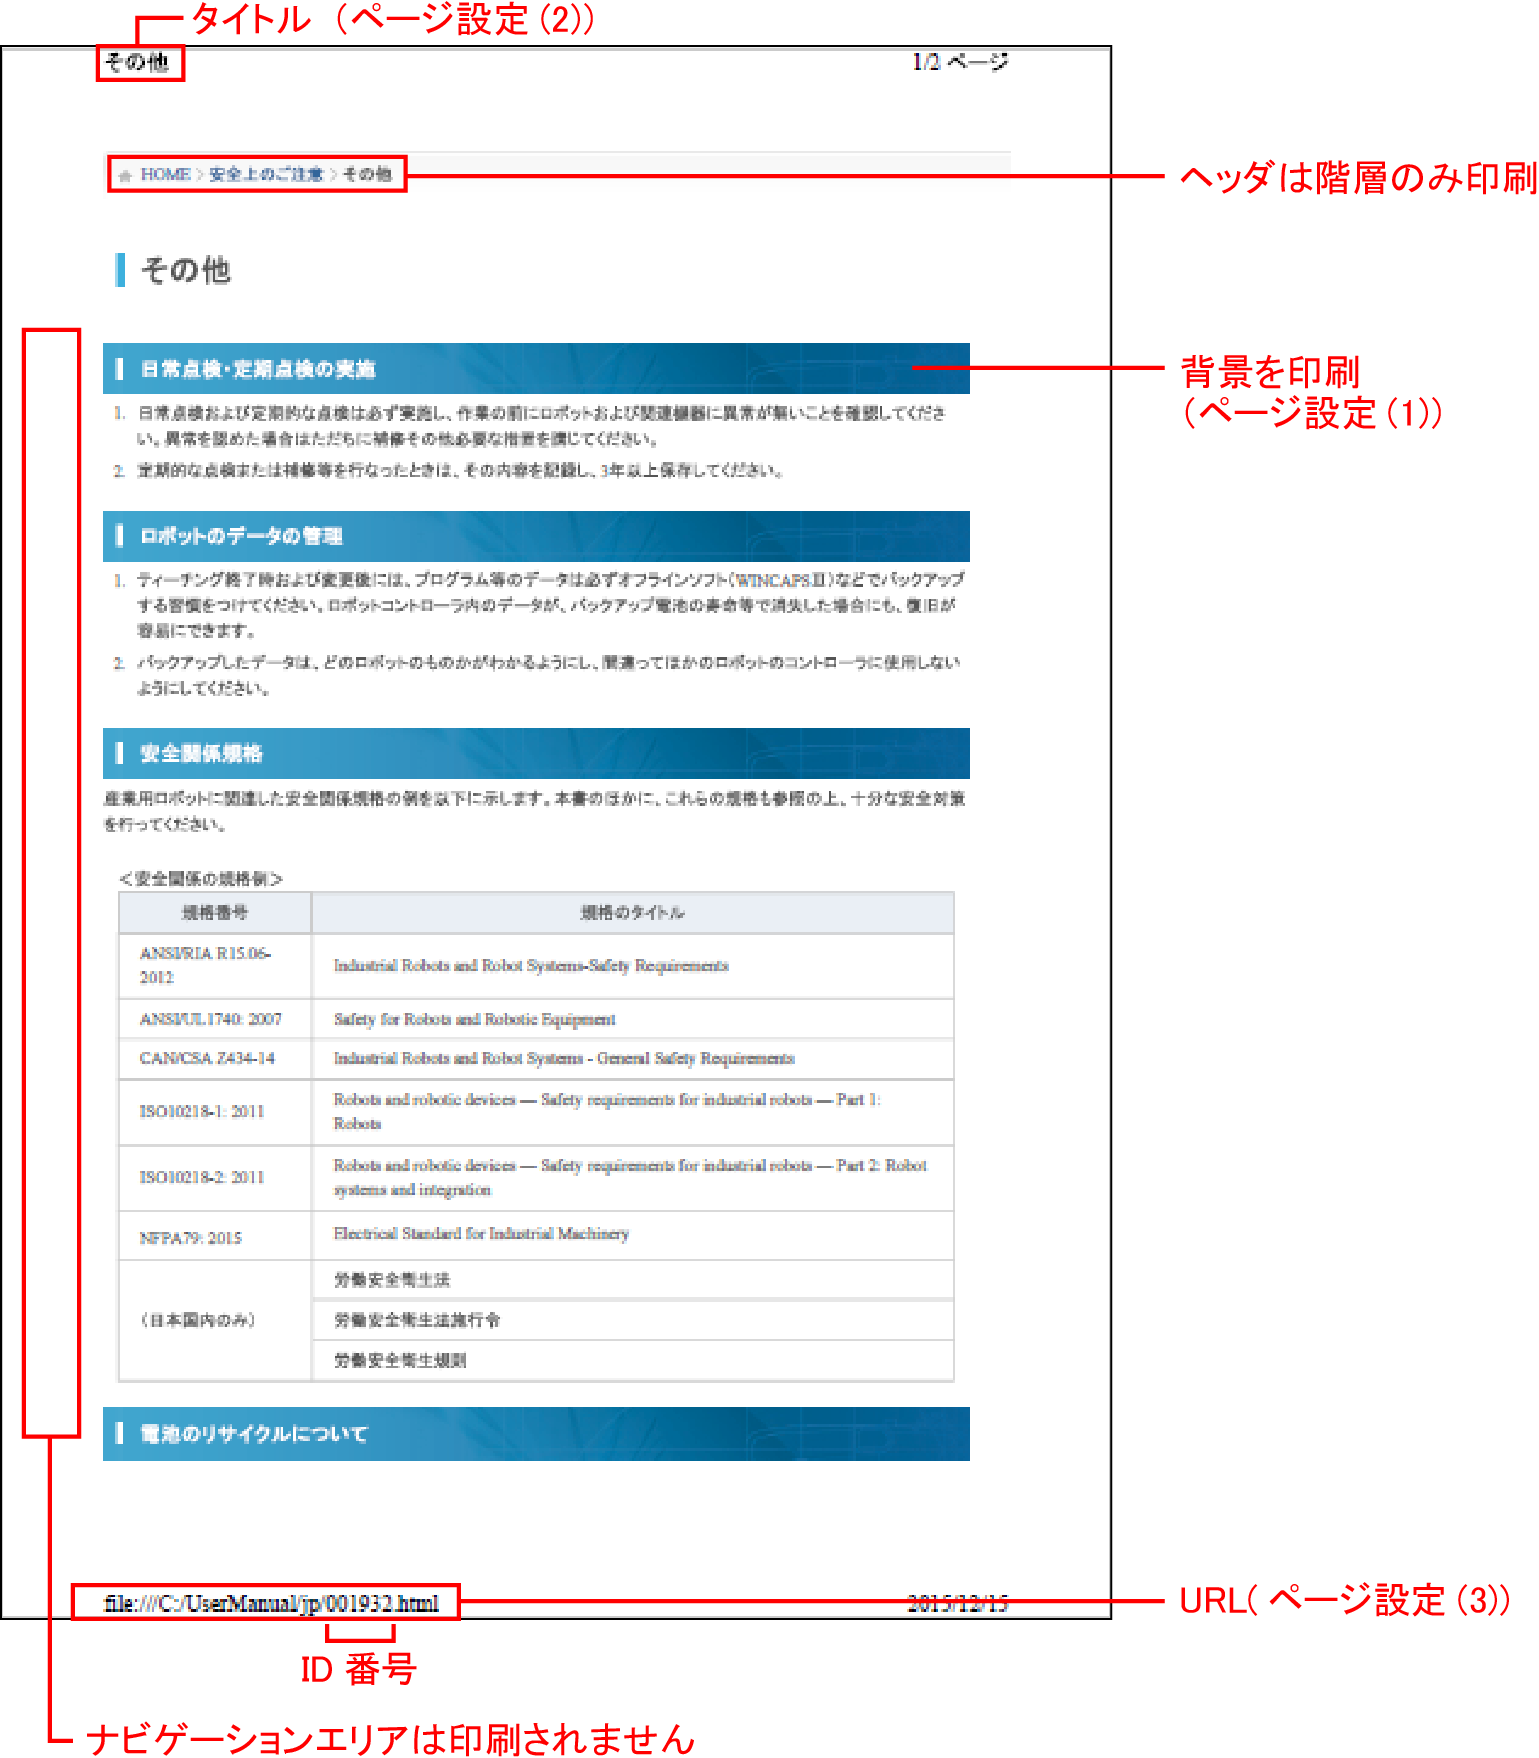 タイトル （ページ設定 (2)）
その他
1/2 ページ
HOME > 安全上のご注意 > その他
ヘッダは階層のみ印刷
その他
日常点検・定期点検の実施
背景を印刷
（ページ設定 (1)）
1. 日常点検および定期的な点検は必ず実施し、作業の前にロボットおよび関連機器に異常が無いことを確認してくださ
い。異常を認めた場合はただちに補修その他必要な措置を講じてください。
2. 定期的な点検または補修等を行なったときは、その内容を記録し、3年以上保存してください。
ロボットのデータの管理
1. ティーチング終了時および変更後には、プログラム等のデータは必ずオフラインソフト(WINCAPSⅢ)などでバックアップ
する習慣をつけてください。ロボットコントローラ内のデータが、バックアップ電池の寿命等で消失した場合にも、復旧が
容易にできます。
2. バックアップしたデータは、どのロボットのものかがわかるようにし、間違ってほかのロボットのコントローラに使用しない
ようにしてください。
安全関係規格
産業用ロボットに関連した安全関係規格の例を以下に示します。本書のほかに、これらの規格も参照の上、十分な安全対策
を行ってください。
＜安全関係の規格例＞
規格番号 規格のタイトル
ANSI/RIA R15.06-
2012
Industrial Robots and Robot Systems-Safety Requirements
ANSI/UL1740: 2007 Safety for Robots and Robotic Equipment
CAN/CSA Z434-14 Industrial Robots and Robot Systems - General Safety Requirements
ISO10218-1: 2011
Robots and robotic devices — Safety requirements for industrial robots — Part 1:
Robots
ISO10218-2: 2011
Robots and robotic devices — Safety requirements for industrial robots — Part 2: Robot
systems and integration
NFPA79: 2015 Electrical Standard for Industrial Machinery
（日本国内のみ）
労働安全衛生法
労働安全衛生法施行令
労働安全衛生規則
電池のリサイクルについて
file:///C:/UserManual/jp/001932.html
2015/12/15
URL( ページ設定 (3))
ID 番号
ナビゲーションエリアは印刷されません